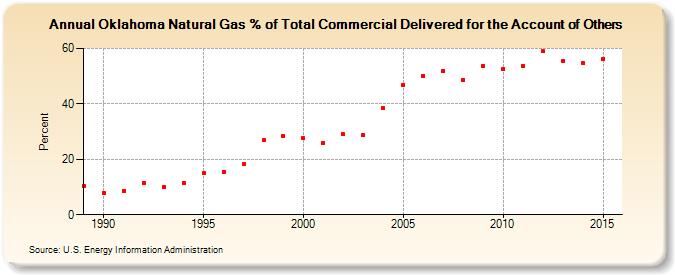 Annual Oklahoma Natural Gas % of Total Commercial Delivered for the Account of Others
Percent
60
40
20
0
1990 1995 2000 2005 2010 2015
Source: U.S. Energy Information Administration